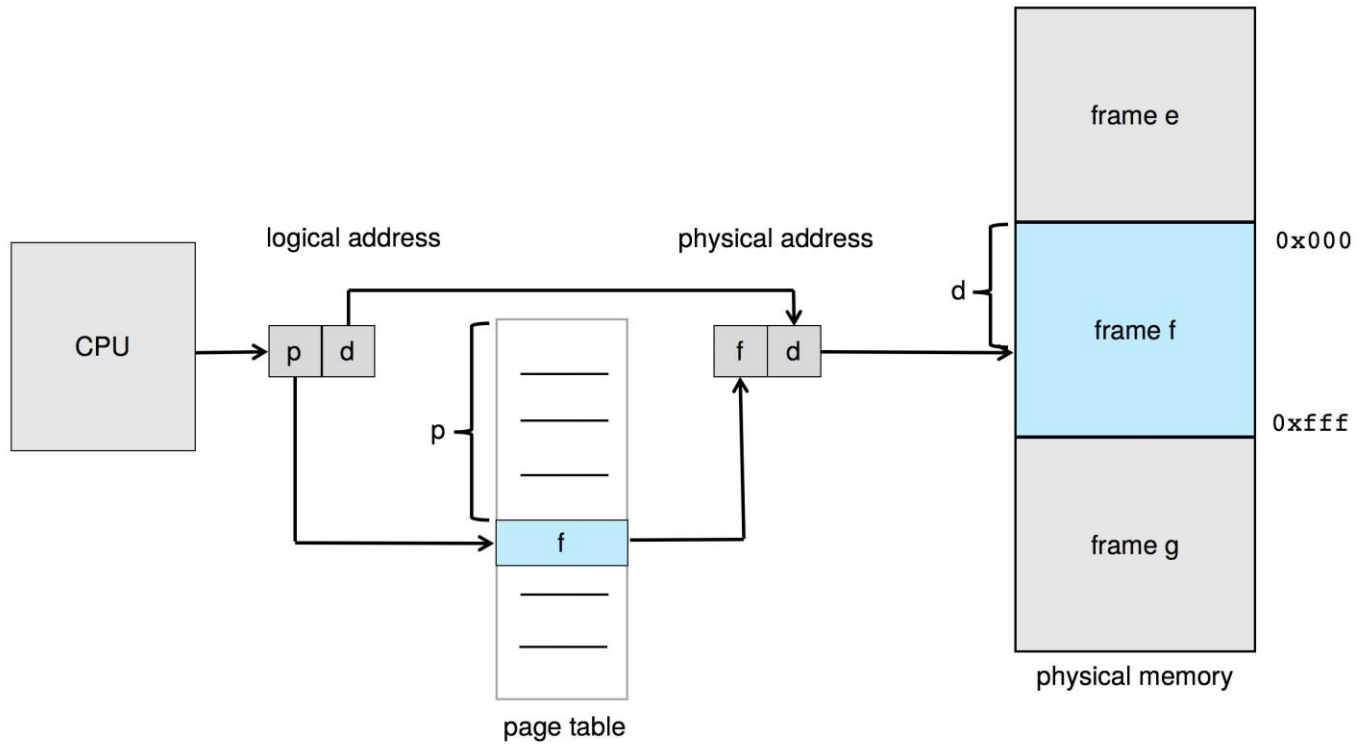 frame e
logical address
physical address
0x000
d
CPU
p d
f d
frame f
p
0xfff
f
frame g
physical memory
page table